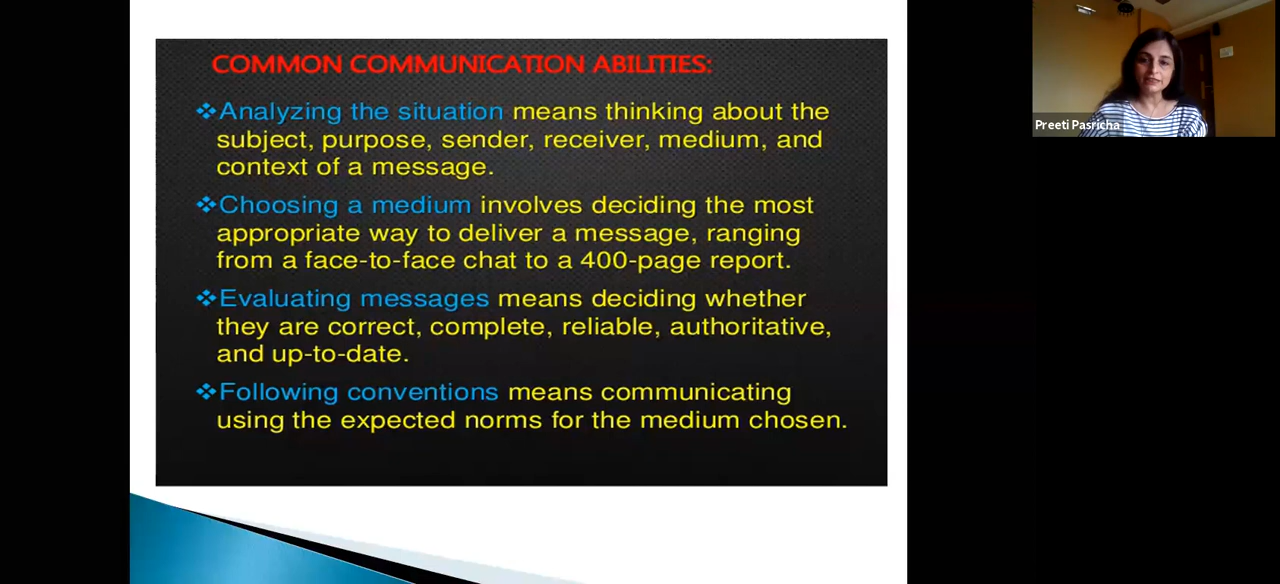 COMMON COMMUNICATION ABILITIES:
❖Analyzing the situation means thinking about the
subject, purpose, sender, receiver, medium, and
context of a message.
❖Choosing a medium involves deciding the most
appropriate way to deliver a message, ranging
from a face-to-face chat to a 400-page report.
❖Evaluating messages means deciding whether
they are correct, complete, reliable, authoritative,
and up-to-date.
❖Following conventions means communicating
using the expected norms for the medium chosen.
Preeti Pasricha